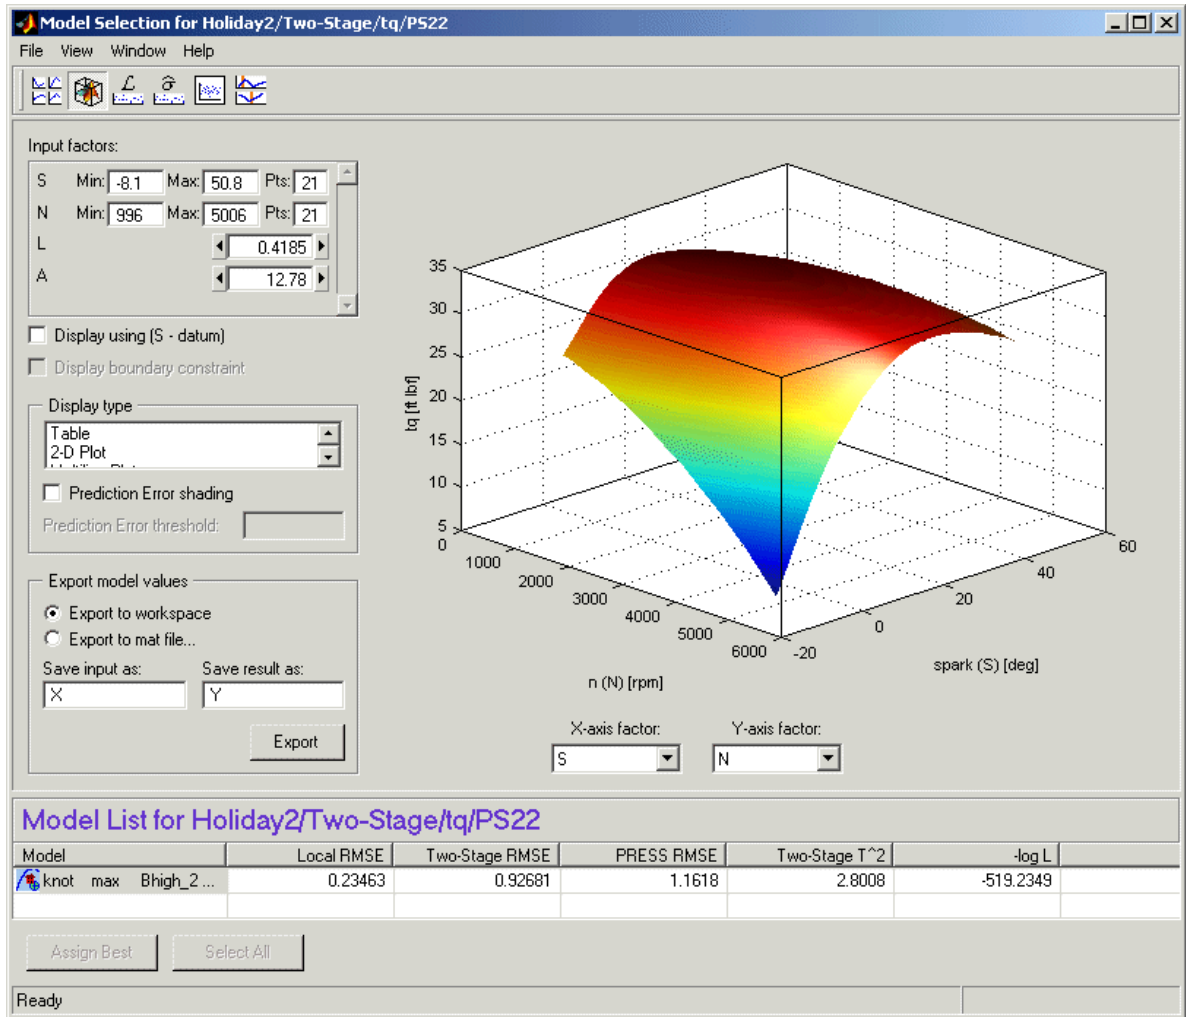 Model Selection for Holiday2/Two-Stage/tq/PS22
File View Window Help
Input factors:
S Min: -8.1 Max: 50.8 Pts: 21
N Min: 996 Max: 5006 Pts: 21
L 0.4185
A 12.78
Display using (S - datum)
Display boundary constraint
Display type
Table
2-D Plot
Prediction Error shading
Prediction Error threshold:
Export model values
Export to workspace
Export to mat file...
Save input as: Save result as:
X Y
Export
35
30
25
20
15
10
5
tq [ft lbf]
0
1000
2000
3000
4000
5000
6000
n (N) [rpm]
-20
0
20
40
60
spark (S) [deg]
X-axis factor: Y-axis factor:
S N
Model List for Holiday2/Two-Stage/tq/PS22
Model Local RMSE Two-Stage RMSE PRESS RMSE Two-Stage T^2 -log L
knot max Bhigh_2... 0.23463 0.92681 1.1618 2.8008 -519.2349
Assign Best Select All
Ready